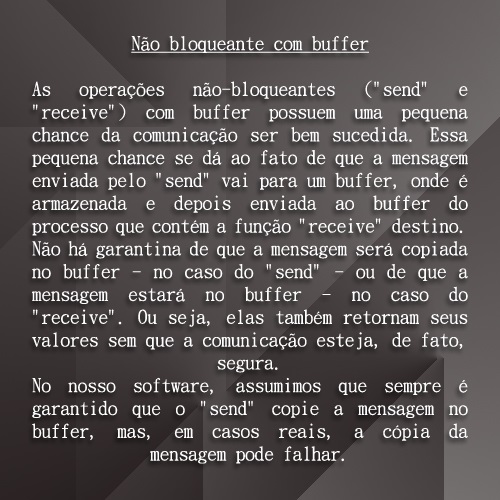 Não bloqueante com buffer
As operações não-bloqueantes ("send" e
"receive") com buffer possuem uma pequena
chance da comunicação ser bem sucedida. Essa
pequena chance se dá ao fato de que a mensagem
enviada pelo "send" vai para um buffer, onde é
armazenada e depois enviada ao buffer do
processo que contém a função "receive" destino.
Não há garantina de que a mensagem será copiada
no buffer - no caso do "send" - ou de que a
mensagem estará no buffer - no caso do
"receive". Ou seja, elas também retornam seus
valores sem que a comunicação esteja, de fato,
segura.
No nosso software, assumimos que sempre é
garantido que o "send" copie a mensagem no
buffer, mas, em casos reais, a cópia da
mensagem pode falhar.